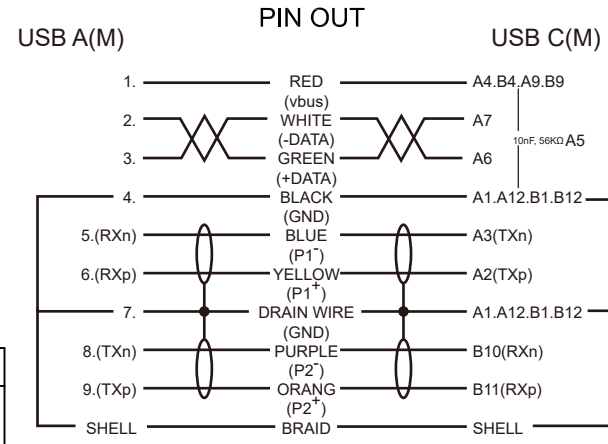 PIN OUT
USB A(M) USB C(M)
1. RED A4.B4.A9.B9
(vbus)
2. WHITE A7
(-DATA) 10nF, 56KΩ A5
3. GREEN A6
(+DATA)
4. BLACK A1.A12.B1.B12
(GND)
5.(RXn) BLUE A3(TXn)
(P1-)
6.(RXp) YELLOW A2(TXp)
(P1+)
7. DRAIN WIRE A1.A12.B1.B12
(GND)
8.(TXn) PURPLE B10(RXn)
(P2-)
9.(TXp) ORANG B11(RXp)
(P2+)
SHELL BRAID SHELL